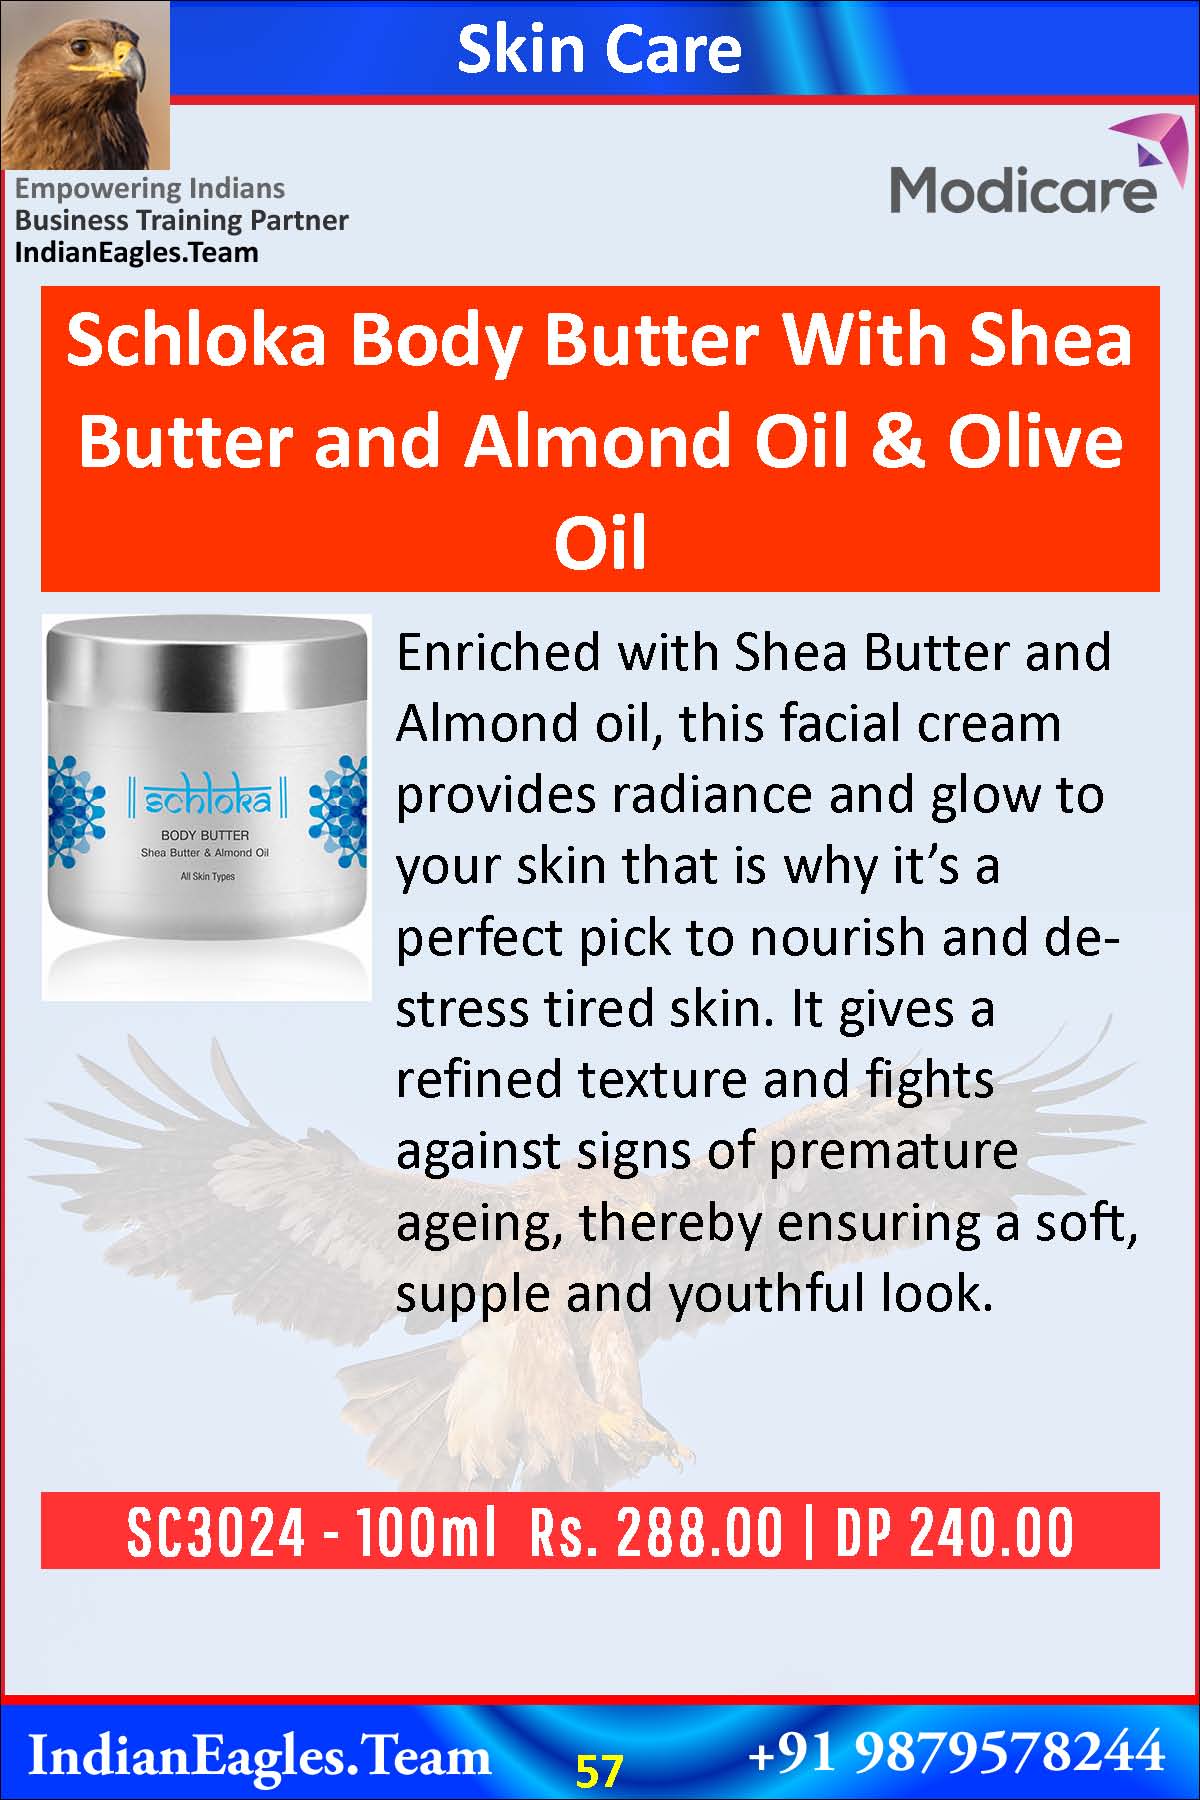 Skin Care
Modicare
Empowering Indians
Business Training Partner
IndianEagles.Team
Schloka Body Butter With Shea
Butter and Almond Oil & Olive
Oil
schloka
BODY BUTTER
Shea Butter & Almond Oil
All Skin Types
Enriched with Shea Butter and
Almond oil, this facial cream
provides radiance and glow to
your skin that is why it’s a
perfect pick to nourish and de-
stress tired skin. It gives a
refined texture and fights
against signs of premature
ageing, thereby ensuring a soft,
supple and youthful look.
SC3024 - 100ml Rs. 288.00 | DP 240.00
IndianEagles.Team
57
+91 9879578244